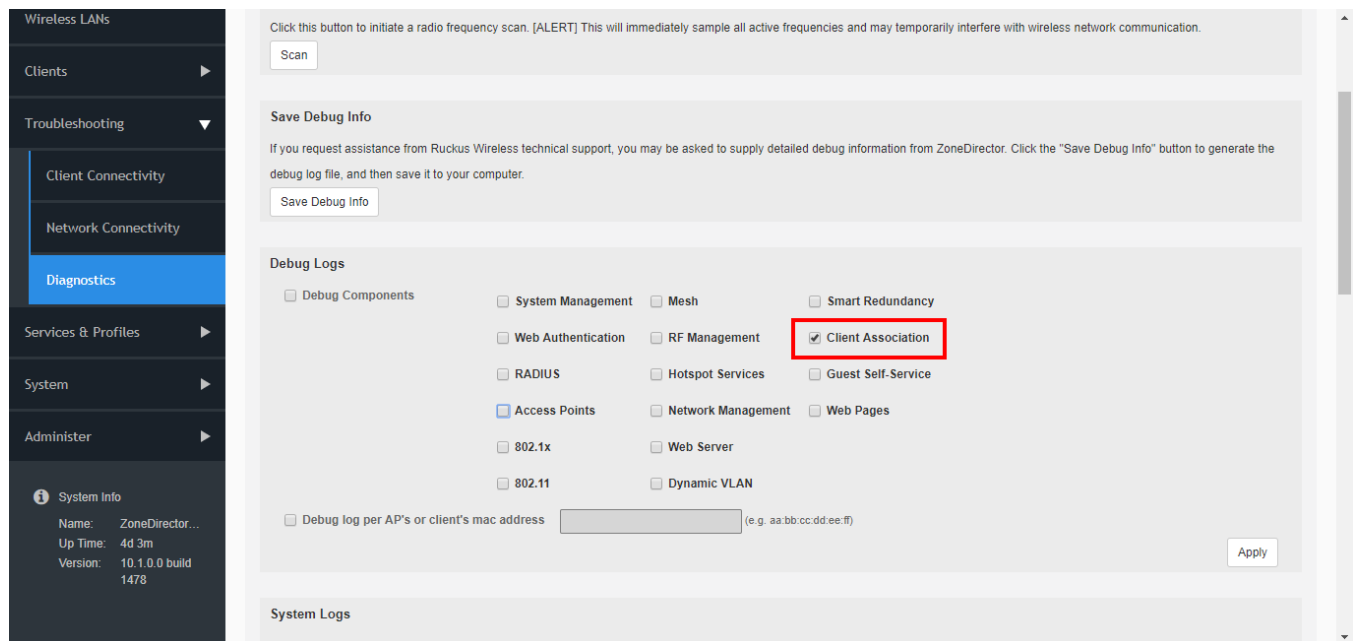 Wireless LANs
Clients
Troubleshooting
Client Connectivity
Network Connectivity
Diagnostics
Services & Profiles
System
Administer
System Info
Name: ZoneDirector...
Up Time: 4d 3m
Version: 10.1.0.0 build
1478
Click this button to initiate a radio frequency scan. [ALERT] This will immediately sample all active frequencies and may temporarily interfere with wireless network communication.
Scan
Save Debug Info
If you request assistance from Ruckus Wireless technical support, you may be asked to supply detailed debug information from ZoneDirector. Click the "Save Debug Info" button to generate the
debug log file, and then save it to your computer.
Save Debug Info
Debug Logs
Debug Components
System Management Mesh Smart Redundancy
Web Authentication RF Management Client Association
RADIUS Hotspot Services Guest Self-Service
Access Points Network Management Web Pages
802.1x Web Server
802.11 Dynamic VLAN
Debug log per AP's or client's mac address (e.g. aa:bb:cc:dd:ee:ff)
Apply
System Logs